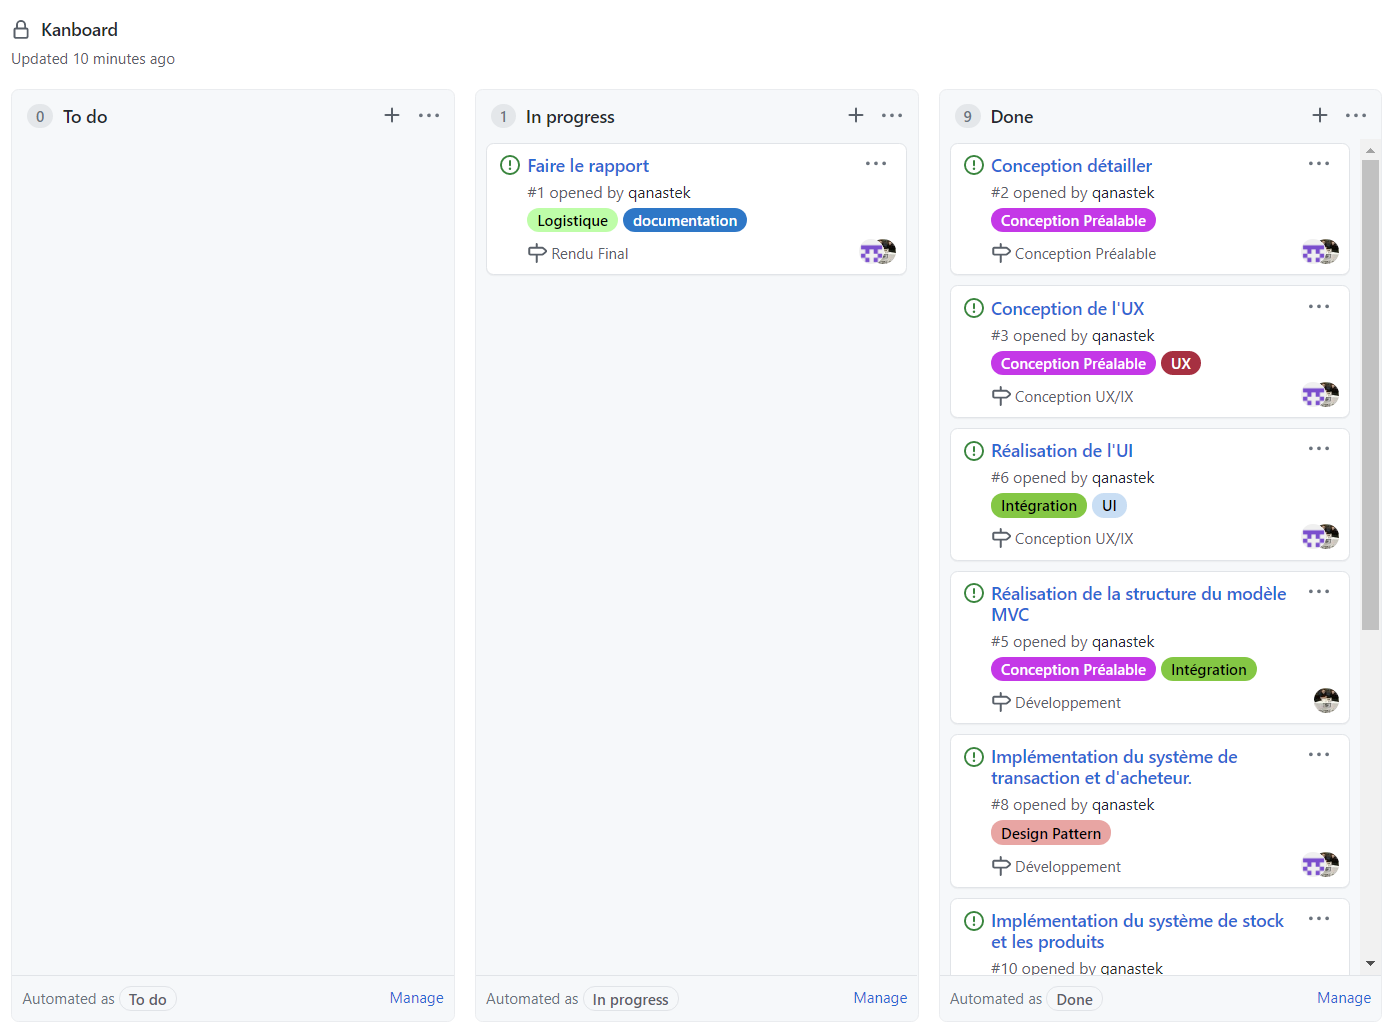 Kanboard
Updated 10 minutes ago
0 To do
1 In progress
Faire le rapport
#1 opened by qanastek
Logistique documentation
Rendu Final
9 Done
Conception détailler
#2 opened by qanastek
Conception Préalable
Conception Préalable
Conception de l'UX
#3 opened by qanastek
Conception Préalable UX
Conception UX/IX
Réalisation de l'UI
#6 opened by qanastek
Intégration UI
Conception UX/IX
Réalisation de la structure du modèle
MVC
#5 opened by qanastek
Conception Préalable Intégration
Développement
Implémentation du système de
transaction et d'acheteur.
#8 opened by qanastek
Design Pattern
Développement
Implémentation du système de stock
et les produits
#10 opened by qanastek
Automated as To do Manage
Automated as In progress Manage
Automated as Done Manage